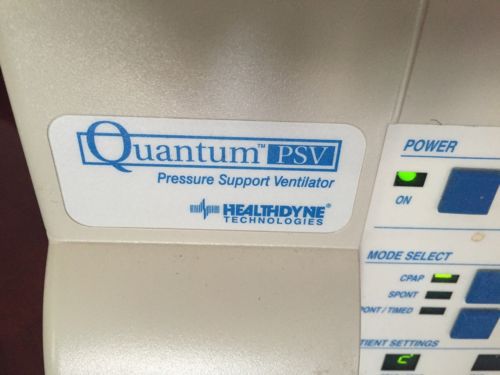 Quantum™ PSV
Pressure Support Ventilator
HEALTHDYNE®
TECHNOLOGIES
POWER
ON
MODE SELECT
CPAP
SPONT
PONT / TIMED
TIENT SETTINGS